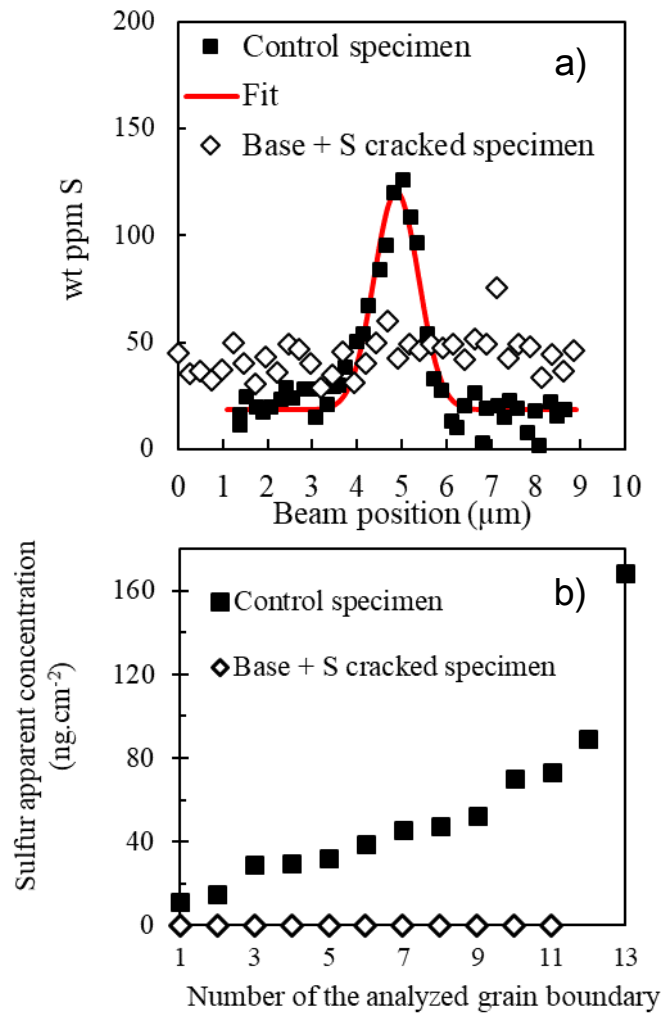 200
150
100
50
0
wt ppm S
Control specimen
a)
Fit
Base + S cracked specimen
0 1 2 3 4 5 6 7 8 9 10
Beam position (µm)
160
120
80
40
0
Sulfur apparent concentration
(ng.cm⁻²)
Control specimen
b)
Base + S cracked specimen
1 3 5 7 9 11 13
Number of the analyzed grain boundary